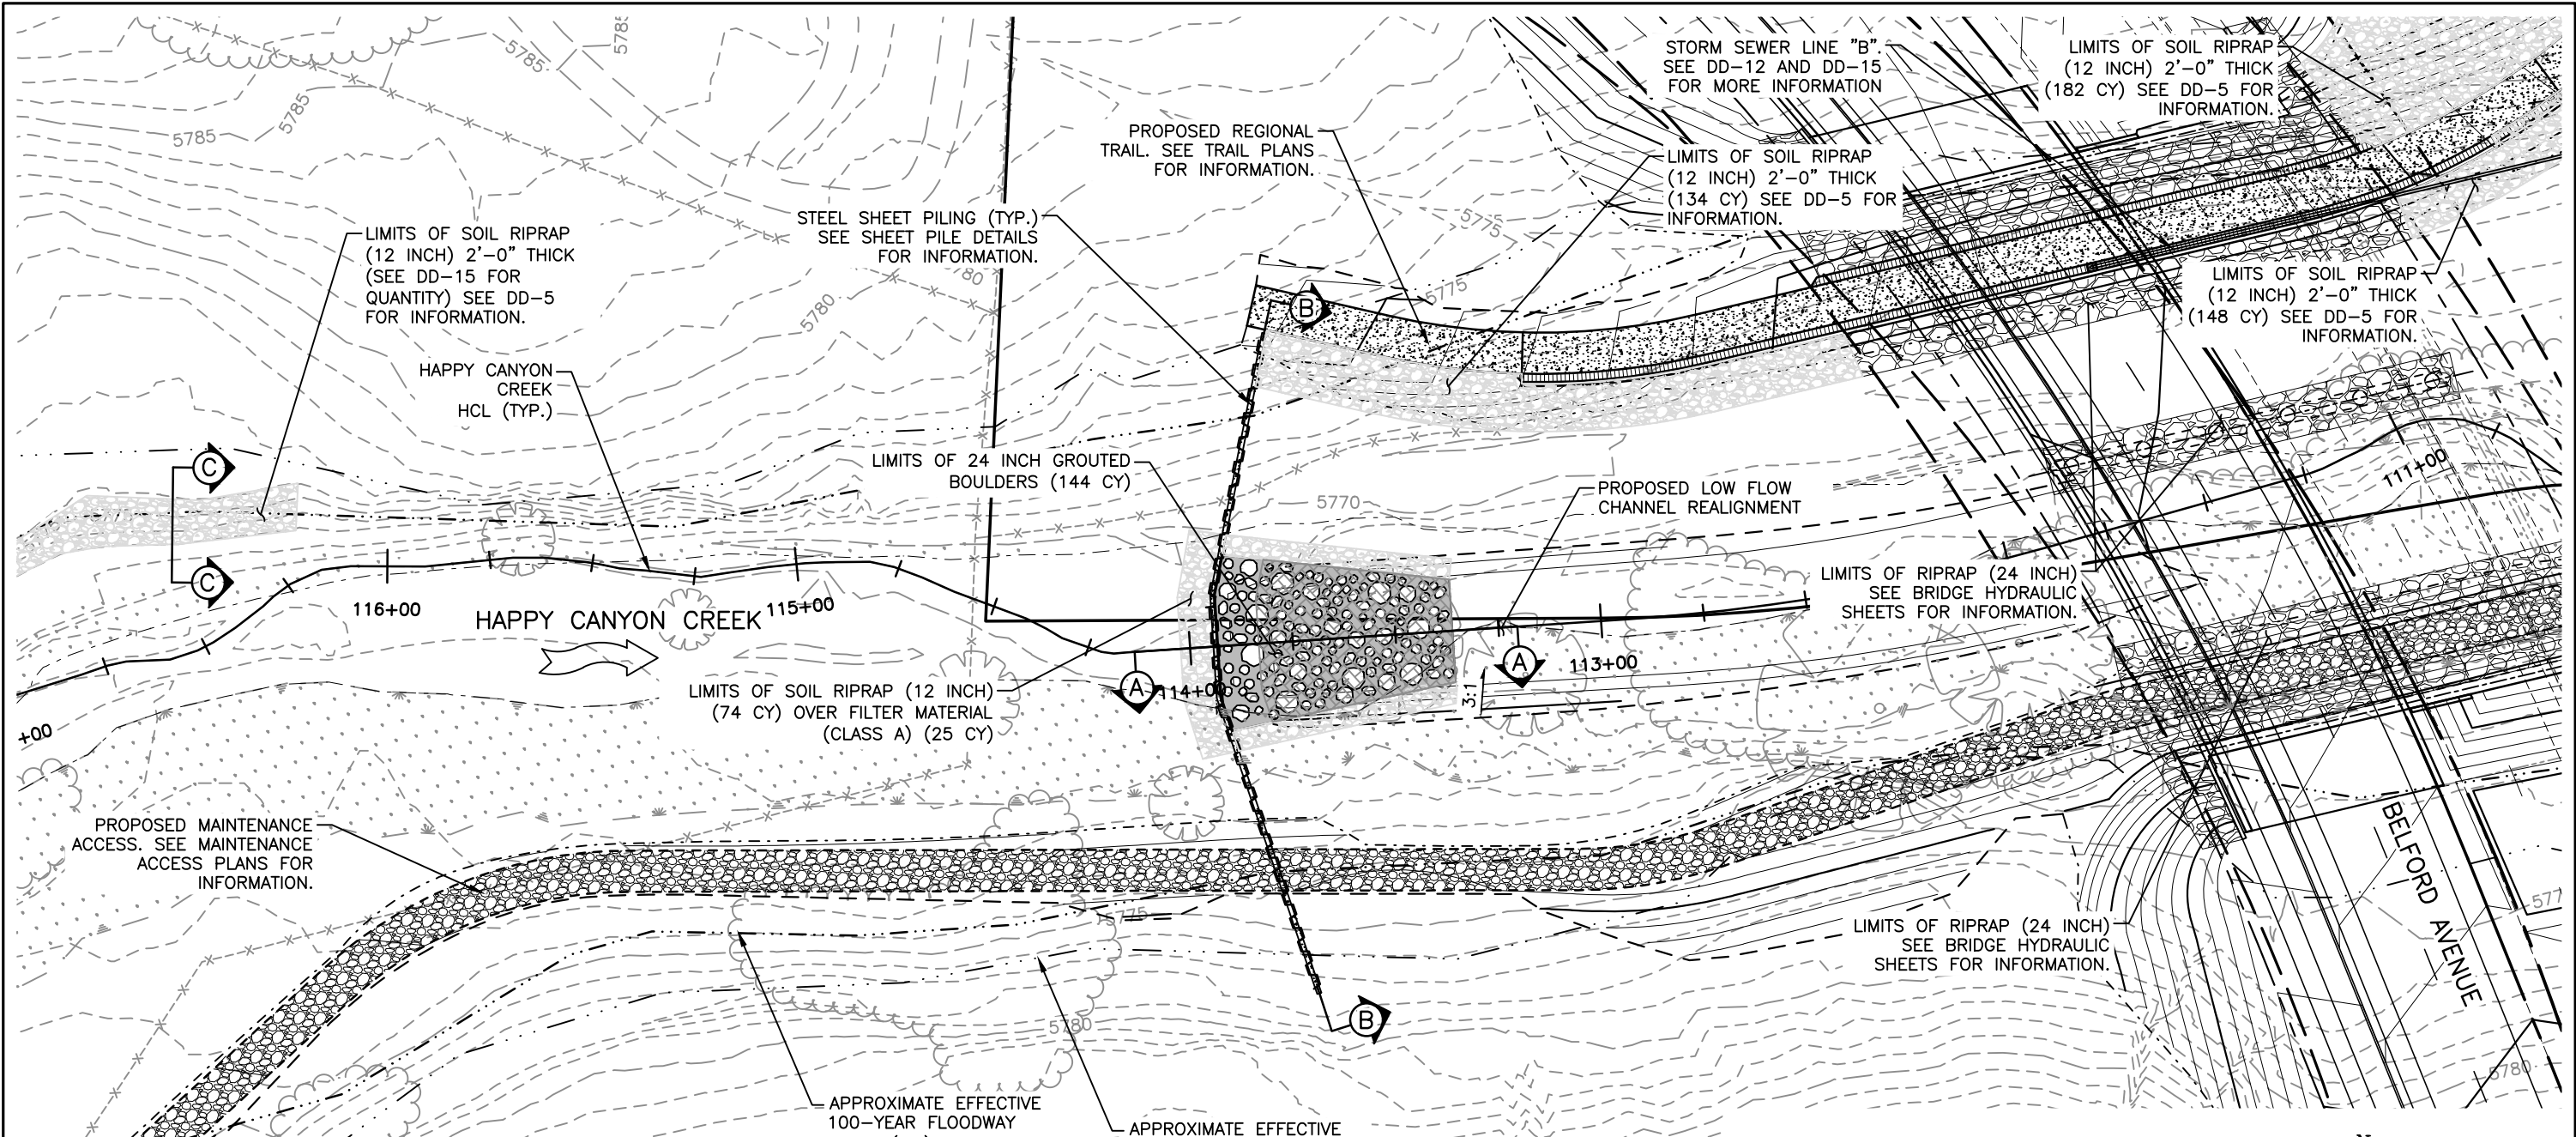 5785
5785
5785
5785
STORM SEWER LINE "B".
SEE DD-12 AND DD-15
FOR MORE INFORMATION
LIMITS OF SOIL RIPRAP
(12 INCH) 2'-0" THICK
(182 CY) SEE DD-5 FOR
INFORMATION.
PROPOSED REGIONAL
TRAIL. SEE TRAIL PLANS
FOR INFORMATION.
LIMITS OF SOIL RIPRAP
(12 INCH) 2'-0" THICK
(134 CY) SEE DD-5 FOR
INFORMATION.
STEEL SHEET PILING (TYP.)
SEE SHEET PILE DETAILS
FOR INFORMATION.
5775
LIMITS OF SOIL RIPRAP
(12 INCH) 2'-0" THICK
(SEE DD-15 FOR
QUANTITY) SEE DD-5
FOR INFORMATION.
80
5780
5775
B
LIMITS OF SOIL RIPRAP
(12 INCH) 2'-0" THICK
(148 CY) SEE DD-5 FOR
INFORMATION.
HAPPY CANYON
CREEK
HCL (TYP.)
C
LIMITS OF 24 INCH GROUTED
BOULDERS (144 CY)
111+00
5770
PROPOSED LOW FLOW
CHANNEL REALIGNMENT
C
116+00
115+00
HAPPY CANYON CREEK
LIMITS OF RIPRAP (24 INCH)
SEE BRIDGE HYDRAULIC
SHEETS FOR INFORMATION.
A
113+00
A
114+00
3:1
LIMITS OF SOIL RIPRAP (12 INCH)
(74 CY) OVER FILTER MATERIAL
(CLASS A) (25 CY)
+00
PROPOSED MAINTENANCE
ACCESS. SEE MAINTENANCE
ACCESS PLANS FOR
INFORMATION.
BELFORD AVENUE
5775
577
LIMITS OF RIPRAP (24 INCH)
SEE BRIDGE HYDRAULIC
SHEETS FOR INFORMATION.
5780
B
5780
APPROXIMATE EFFECTIVE
100-YEAR FLOODWAY
APPROXIMATE EFFECTIVE